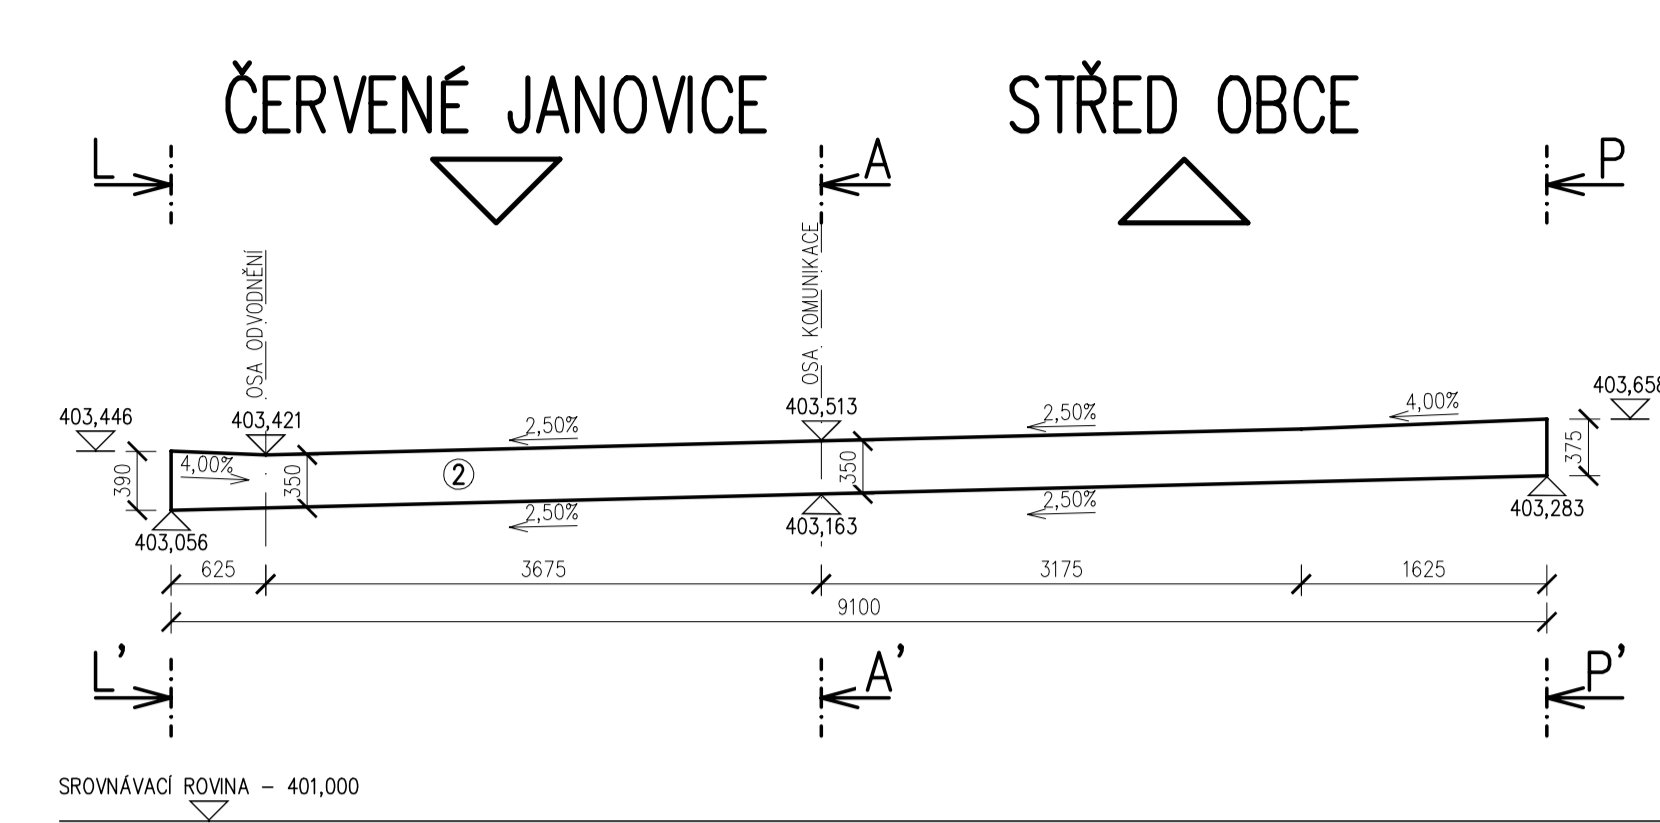 ČERVENÉ JANOVICE
STŘED OBCE
L
A
P
OSA ODVODNĚNÍ
OSA KOMUNIKACE
403,446
403,421
2,50%
403,513
2,50%
4,00%
403,658
390
4,00%
350
2
350
375
403,056
2,50%
403,163
2,50%
403,283
625
3675
3175
1625
9100
L'
A'
P'
SROVNÁVACÍ ROVINA – 401,000